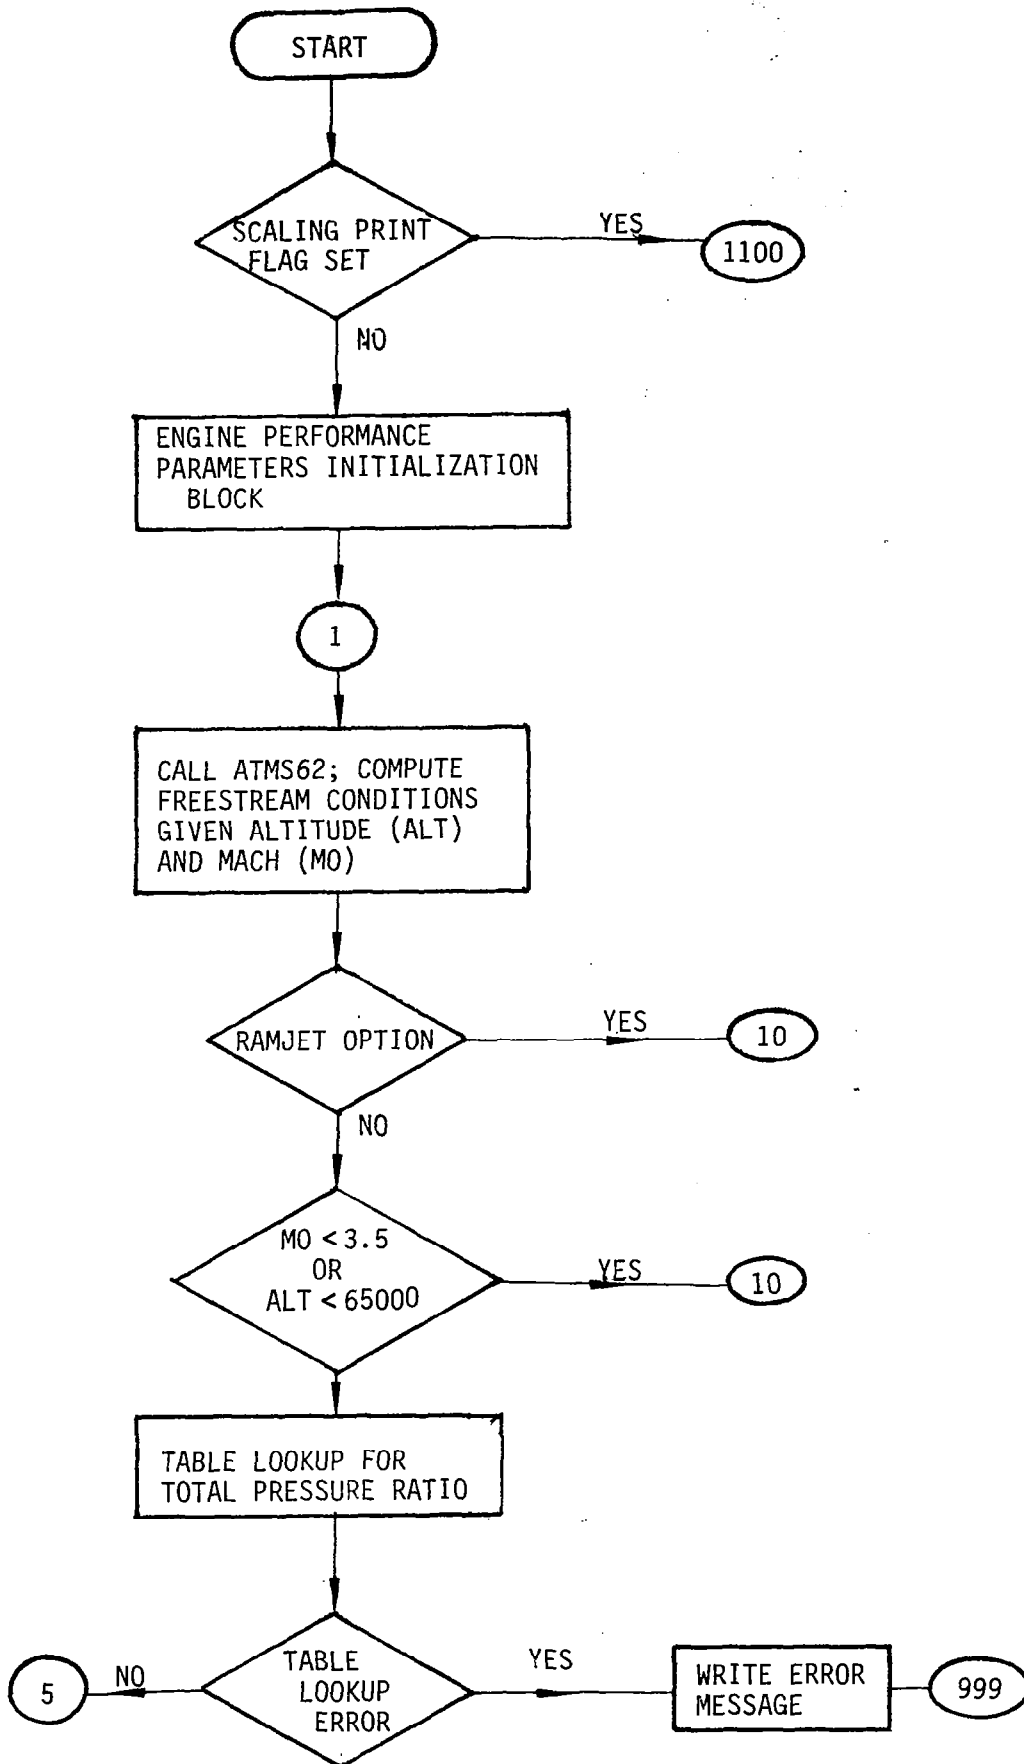 START
SCALING PRINT
FLAG SET
YES
1100
NO
ENGINE PERFORMANCE
PARAMETERS INITIALIZATION
BLOCK
1
CALL ATMS62; COMPUTE
FREESTREAM CONDITIONS
GIVEN ALTITUDE (ALT)
AND MACH (MO)
RAMJET OPTION
YES
10
NO
MO < 3.5
OR
ALT < 65000
YES
10
TABLE LOOKUP FOR
TOTAL PRESSURE RATIO
5
NO
TABLE
LOOKUP
ERROR
YES
WRITE ERROR
MESSAGE
999